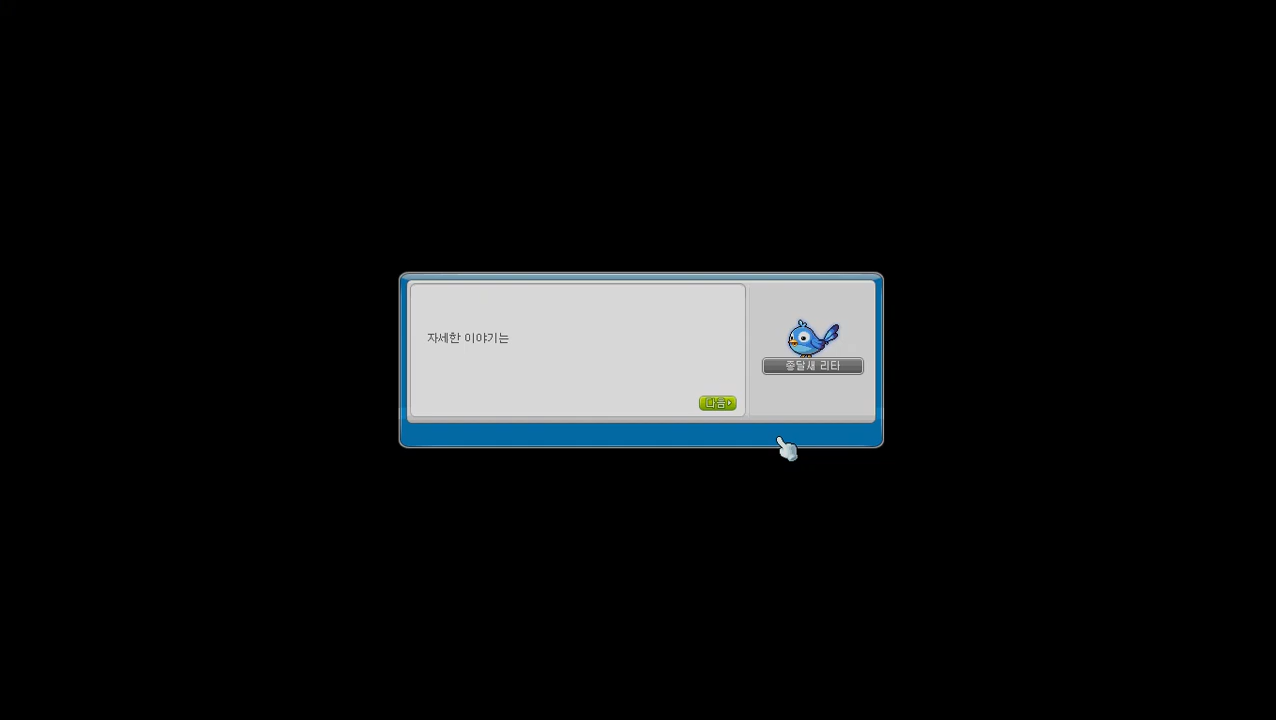 자세한 이야기는
종달새 리타
다음